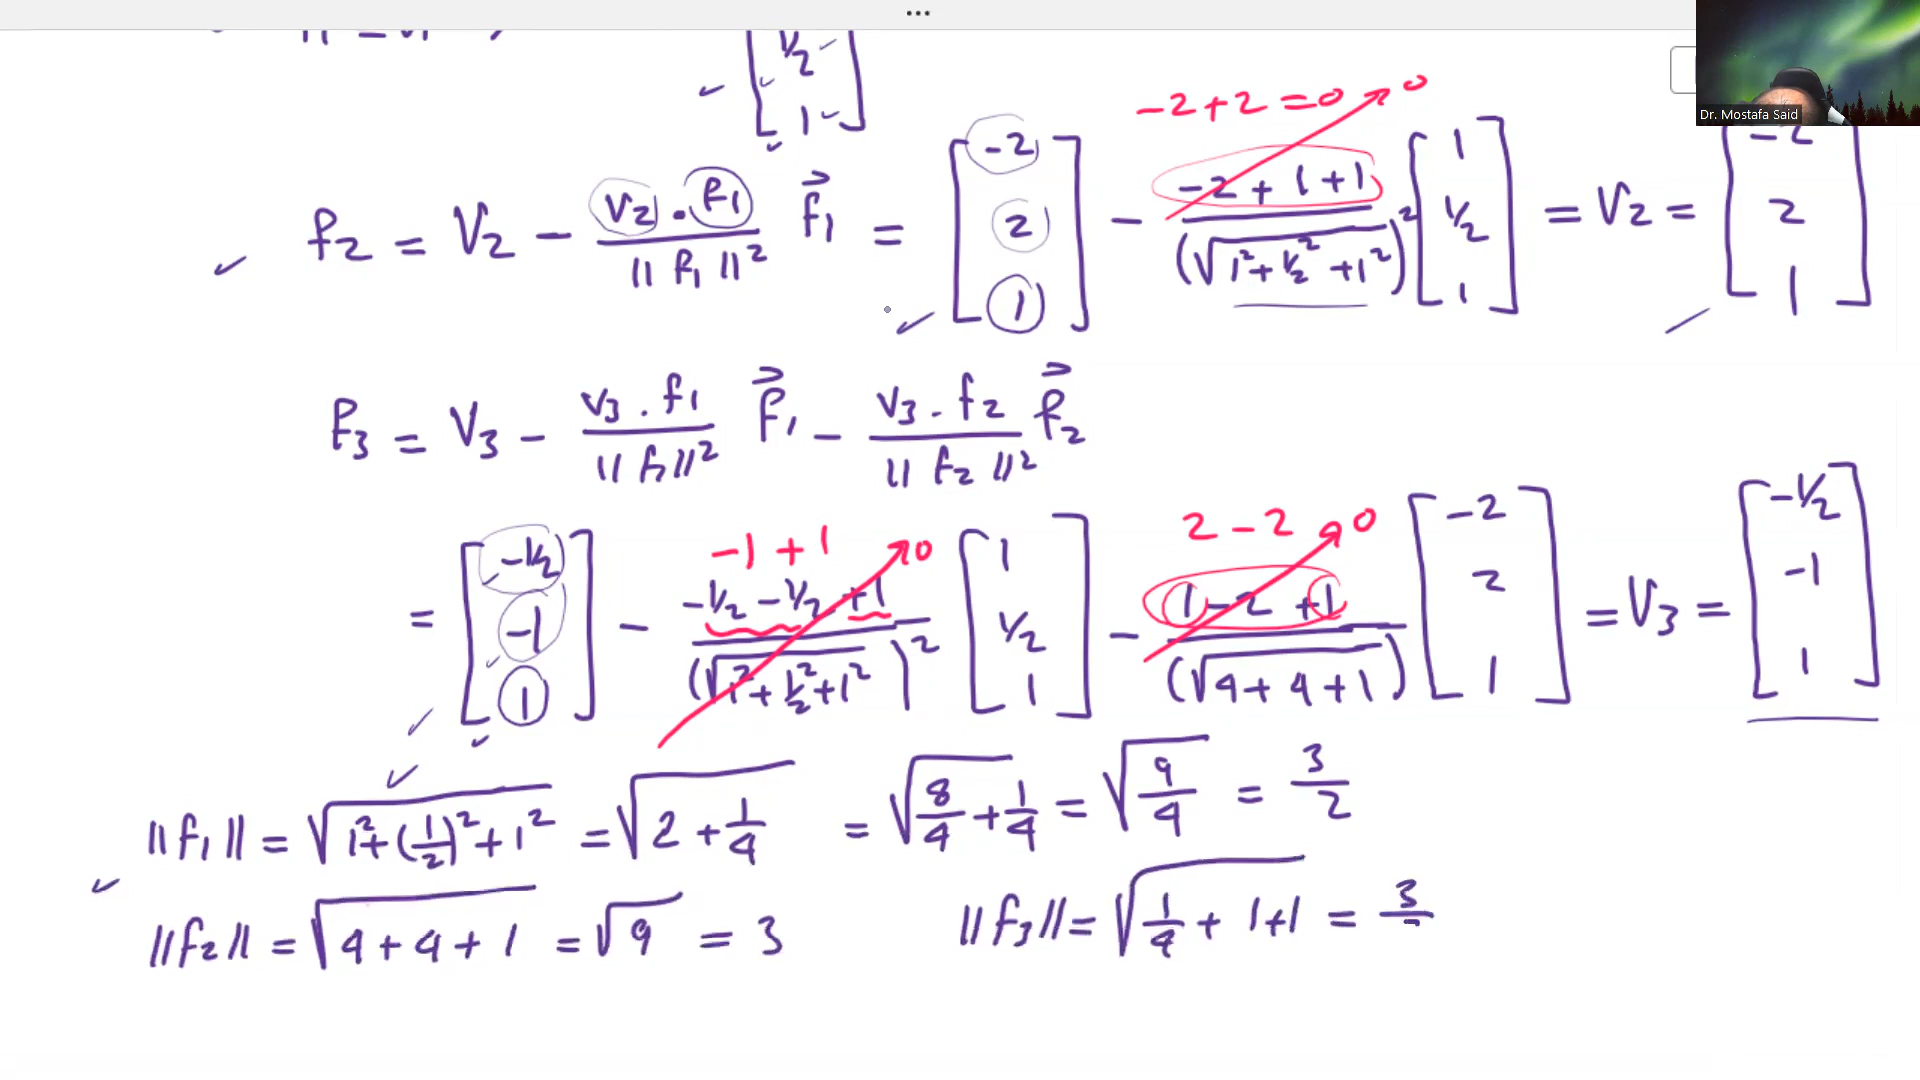 ...
Dr. Mostafa Said
1/2
1
-2+2=0 0
f2 = V2 - (V2 . f1) / ||f1||² f1 = [-2 2 1] - (-2+1+1) / (√1²+1/2²+1²)² [1 1/2 1] = V2 = [-2 2 1]
f3 = V3 - (V3 . f1) / ||f1||² f1 - (V3 . f2) / ||f2||² f2
-1+1 0 2-2 0
= [-1/2 -1 1] - (-1/2-1/2+1) / (√1²+1/2²+1²)² [1 1/2 1] - (1-2+1) / (√4+4+1) [-2 2 1] = V3 = [-1/2 -1 1]
||f1|| = √1²+(1/2)²+1² = √2+1/4 = √8/4+1/4 = √9/4 = 3/2
||f2|| = √4+4+1 = √9 = 3 ||f3|| = √1/4+1+1 = 3/